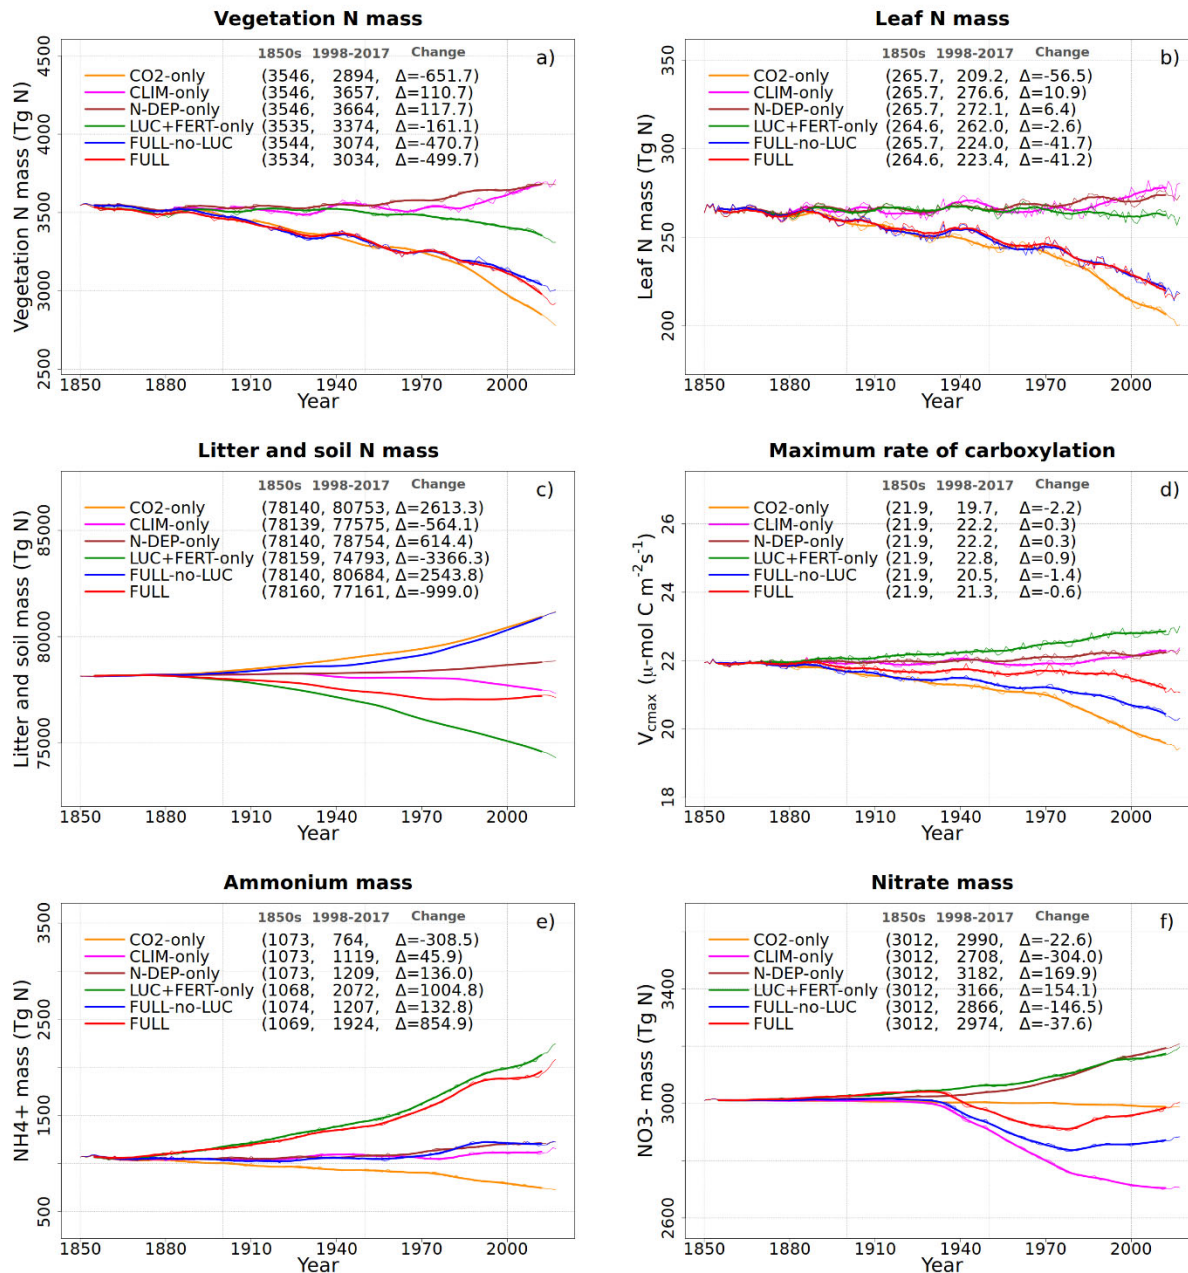 Vegetation N mass
1850s 1998-2017 Change
a)
CO2-only (3546, 2894, Δ=-651.7)
CLIM-only (3546, 3657, Δ=110.7)
N-DEP-only (3546, 3664, Δ=117.7)
LUC+FERT-only (3535, 3374, Δ=-161.1)
FULL-no-LUC (3544, 3074, Δ=-470.7)
FULL (3534, 3034, Δ=-499.7)
Vegetation N mass (Tg N)
4500
4000
3500
3000
2500
1850 1880 1910 1940 1970 2000
Year
Leaf N mass
1850s 1998-2017 Change
b)
CO2-only (265.7, 209.2, Δ=-56.5)
CLIM-only (265.7, 276.6, Δ=10.9)
N-DEP-only (265.7, 272.1, Δ=6.4)
LUC+FERT-only (264.6, 262.0, Δ=-2.6)
FULL-no-LUC (265.7, 224.0, Δ=-41.7)
FULL (264.6, 223.4, Δ=-41.2)
Leaf N mass (Tg N)
350
300
250
200
1850 1880 1910 1940 1970 2000
Year
Litter and soil N mass
1850s 1998-2017 Change
c)
CO2-only (78140, 80753, Δ=2613.3)
CLIM-only (78139, 77575, Δ=-564.1)
N-DEP-only (78140, 78754, Δ=614.4)
LUC+FERT-only (78159, 74793, Δ=-3366.3)
FULL-no-LUC (78140, 80684, Δ=2543.8)
FULL (78160, 77161, Δ=-999.0)
Litter and soil mass (Tg N)
85000
80000
75000
1850 1880 1910 1940 1970 2000
Year
Maximum rate of carboxylation
1850s 1998-2017 Change
d)
CO2-only (21.9, 19.7, Δ=-2.2)
CLIM-only (21.9, 22.2, Δ=0.3)
N-DEP-only (21.9, 22.2, Δ=0.3)
LUC+FERT-only (21.9, 22.8, Δ=0.9)
FULL-no-LUC (21.9, 20.5, Δ=-1.4)
FULL (21.9, 21.3, Δ=-0.6)
Vcmax (μ-mol C m-2s-1)
26
24
22
20
18
1850 1880 1910 1940 1970 2000
Year
Ammonium mass
1850s 1998-2017 Change
e)
CO2-only (1073, 764, Δ=-308.5)
CLIM-only (1073, 1119, Δ=45.9)
N-DEP-only (1073, 1209, Δ=136.0)
LUC+FERT-only (1068, 2072, Δ=1004.8)
FULL-no-LUC (1074, 1207, Δ=132.8)
FULL (1069, 1924, Δ=854.9)
NH4+ mass (Tg N)
3500
2500
1500
500
1850 1880 1910 1940 1970 2000
Year
Nitrate mass
1850s 1998-2017 Change
f)
CO2-only (3012, 2990, Δ=-22.6)
CLIM-only (3012, 2708, Δ=-304.0)
N-DEP-only (3012, 3182, Δ=169.9)
LUC+FERT-only (3012, 3166, Δ=154.1)
FULL-no-LUC (3012, 2866, Δ=-146.5)
FULL (3012, 2974, Δ=-37.6)
NO3- mass (Tg N)
3400
3000
2600
1850 1880 1910 1940 1970 2000
Year